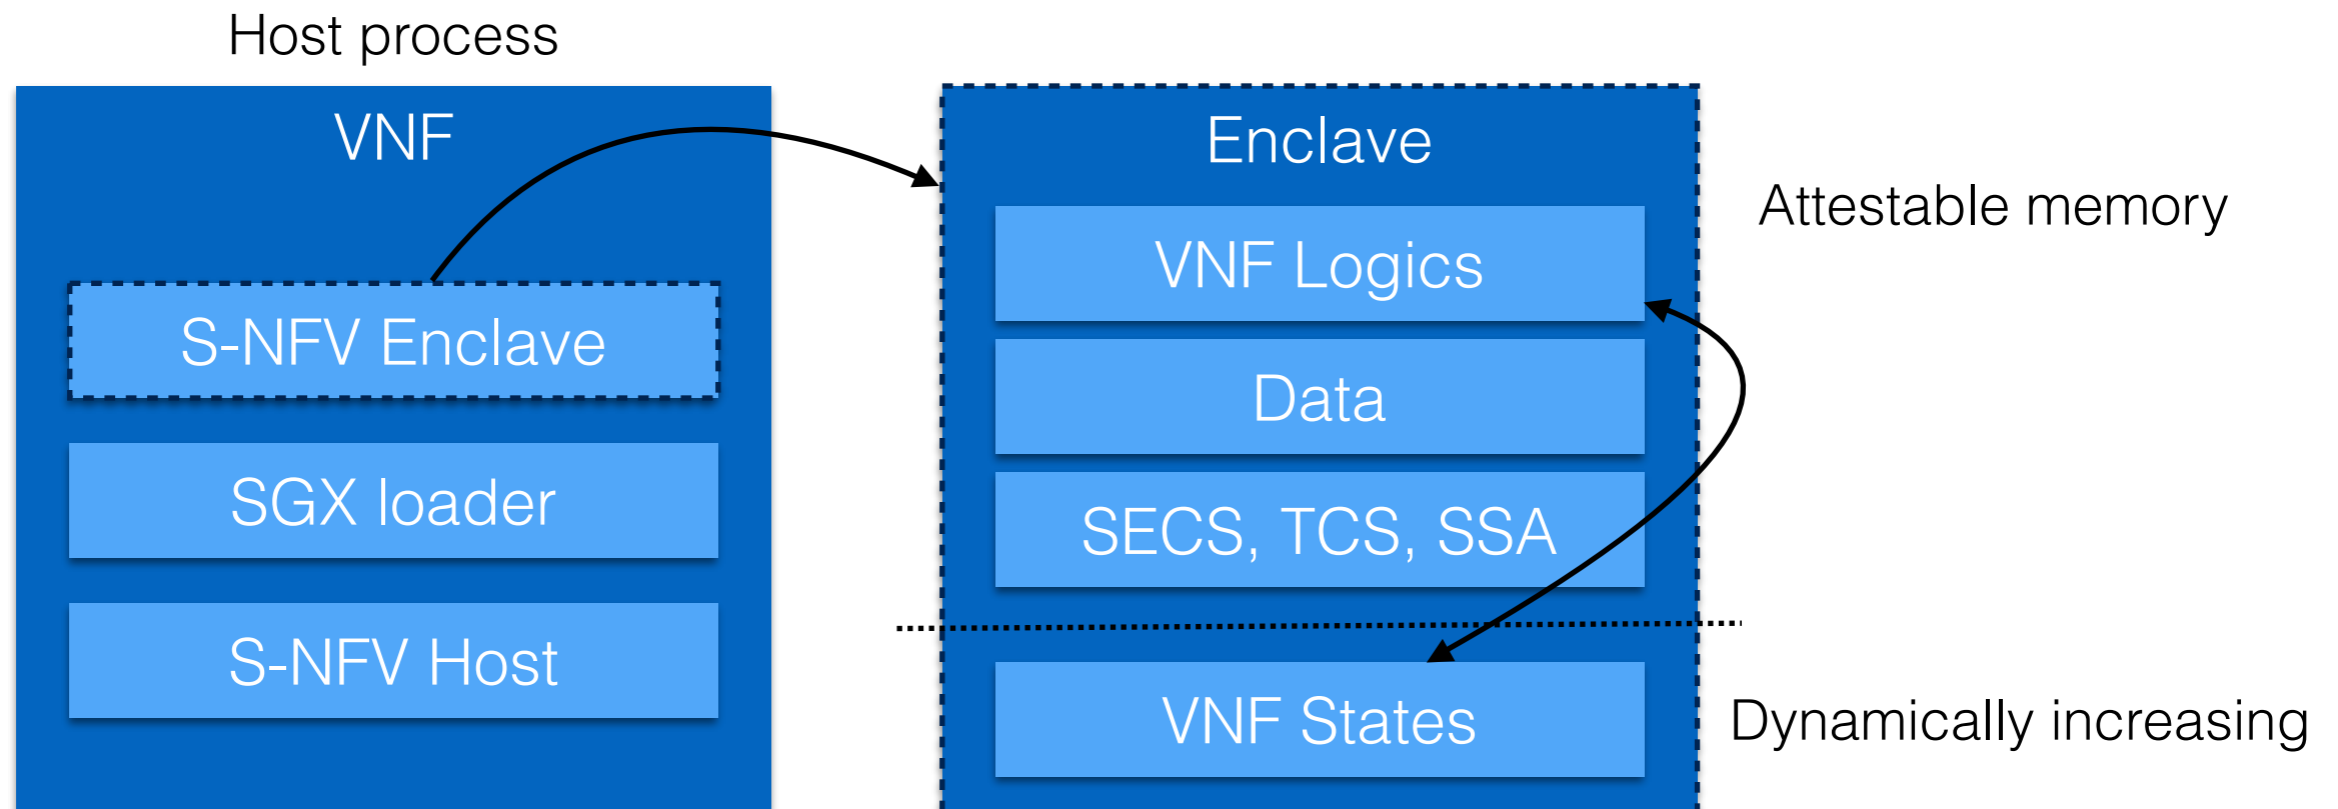 Host process
VNF
S-NFV Enclave
SGX loader
S-NFV Host
Enclave
VNF Logics
Data
SECS, TCS, SSA
VNF States
Attestable memory
Dynamically increasing